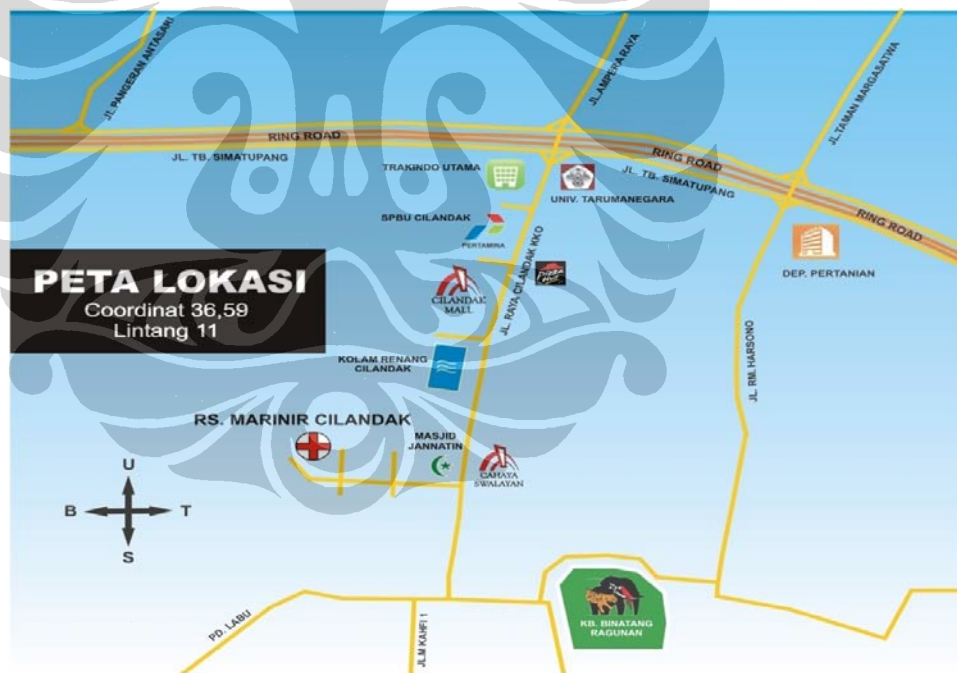 JL. PANGERAN ANTASARI
JL. AMPERA RAYA
JL.TAMAN MARGASATWA
RING ROAD
JL. TB. SIMATUPANG
RING ROAD
JL. TB. SIMATUPANG
RING ROAD
TRAKINDO UTAMA
UNIV. TARUMANEGARA
SPBU CILANDAK
PERTAMINA
DEP. PERTANIAN
JL. RAYA CILANDAK KKO
Pizza Hut
PETA LOKASI
Coordinat 36,59
Lintang 11
CILANDAK
MALL
KOLAM RENANG
CILANDAK
JL. RM. HARSONO
RS. MARINIR CILANDAK
MASJID
JANNATIN
CAHAYA
SWALAYAN
U
B
T
S
PD. LABU
JL.M KAHFI 1
KB. BINATANG
RAGUNAN